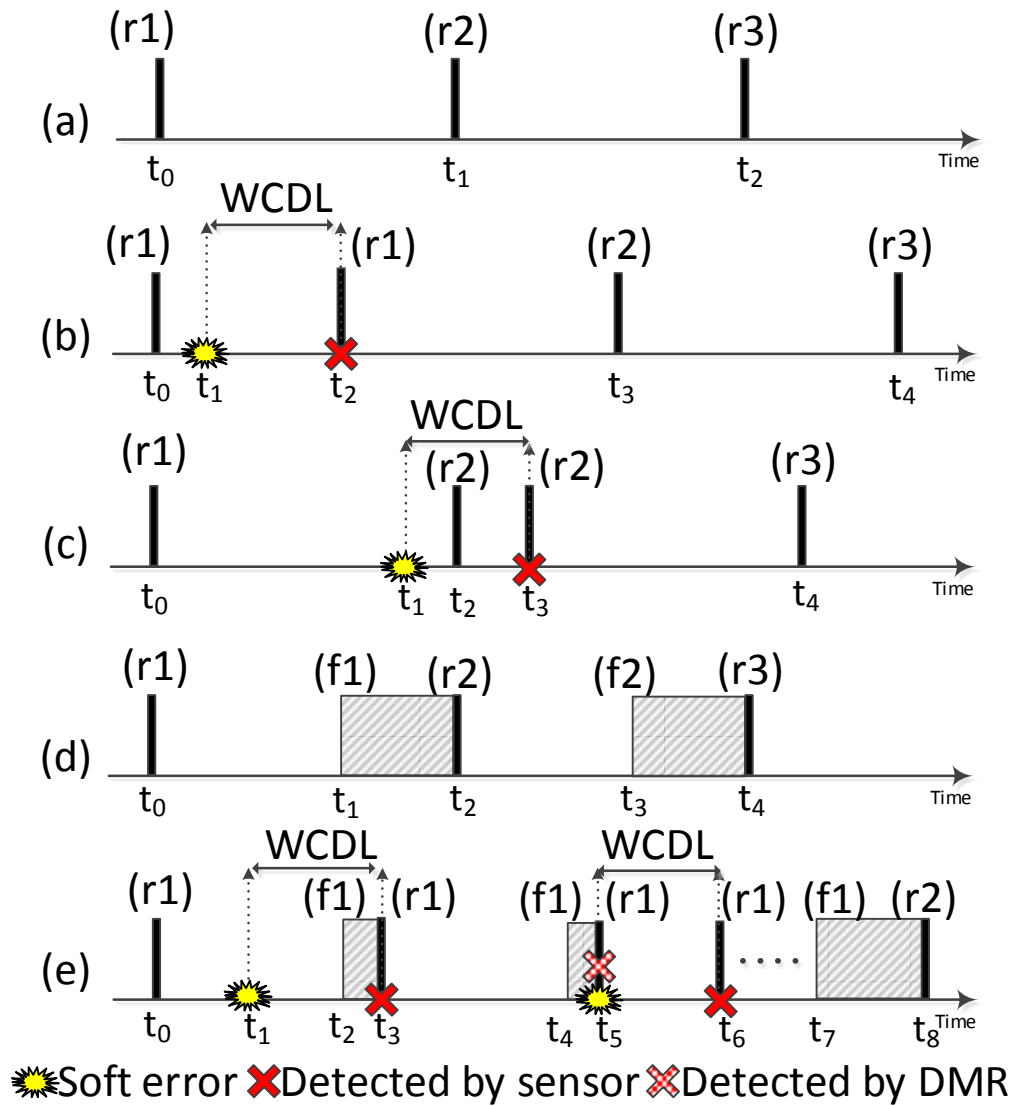 (r1) (r2) (r3)
(a)
t0 t1 t2 Time
WCDL
(r1) (r1) (r2) (r3)
(b)
t0 t1 t2 t3 t4 Time
WCDL
(r1) (r2) (r2) (r3)
(c)
t0 t1 t2 t3 t4 Time
(r1) (f1) (r2) (f2) (r3)
(d)
t0 t1 t2 t3 t4 Time
WCDL WCDL
(r1) (f1) (r1) (f1) (r1) (r1) (f1) (r2)
(e) . . . .
t0 t1 t2 t3 t4 t5 t6 t7 t8 Time
Soft error Detected by sensor Detected by DMR